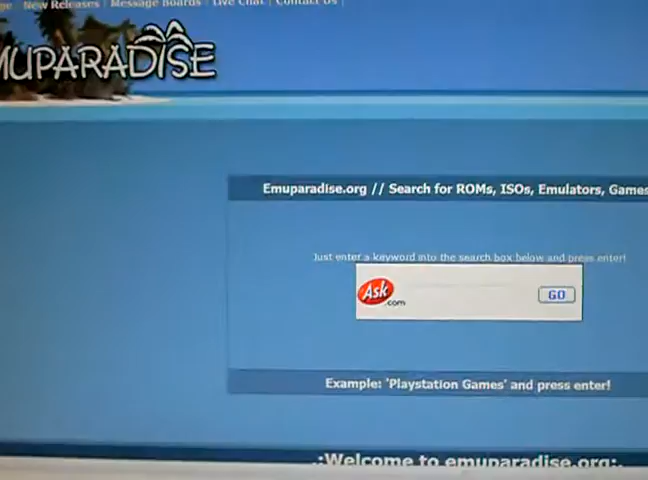 New Releases | Message Boards | Live Chat | Contact Us |
MUPARADISE
Emuparadise.org // Search for ROMs, ISOs, Emulators, Games
Just enter a keyword into the search box below and press enter!
Ask
.com
GO
Example: 'Playstation Games' and press enter!
.:Welcome to emuparadise.org:.